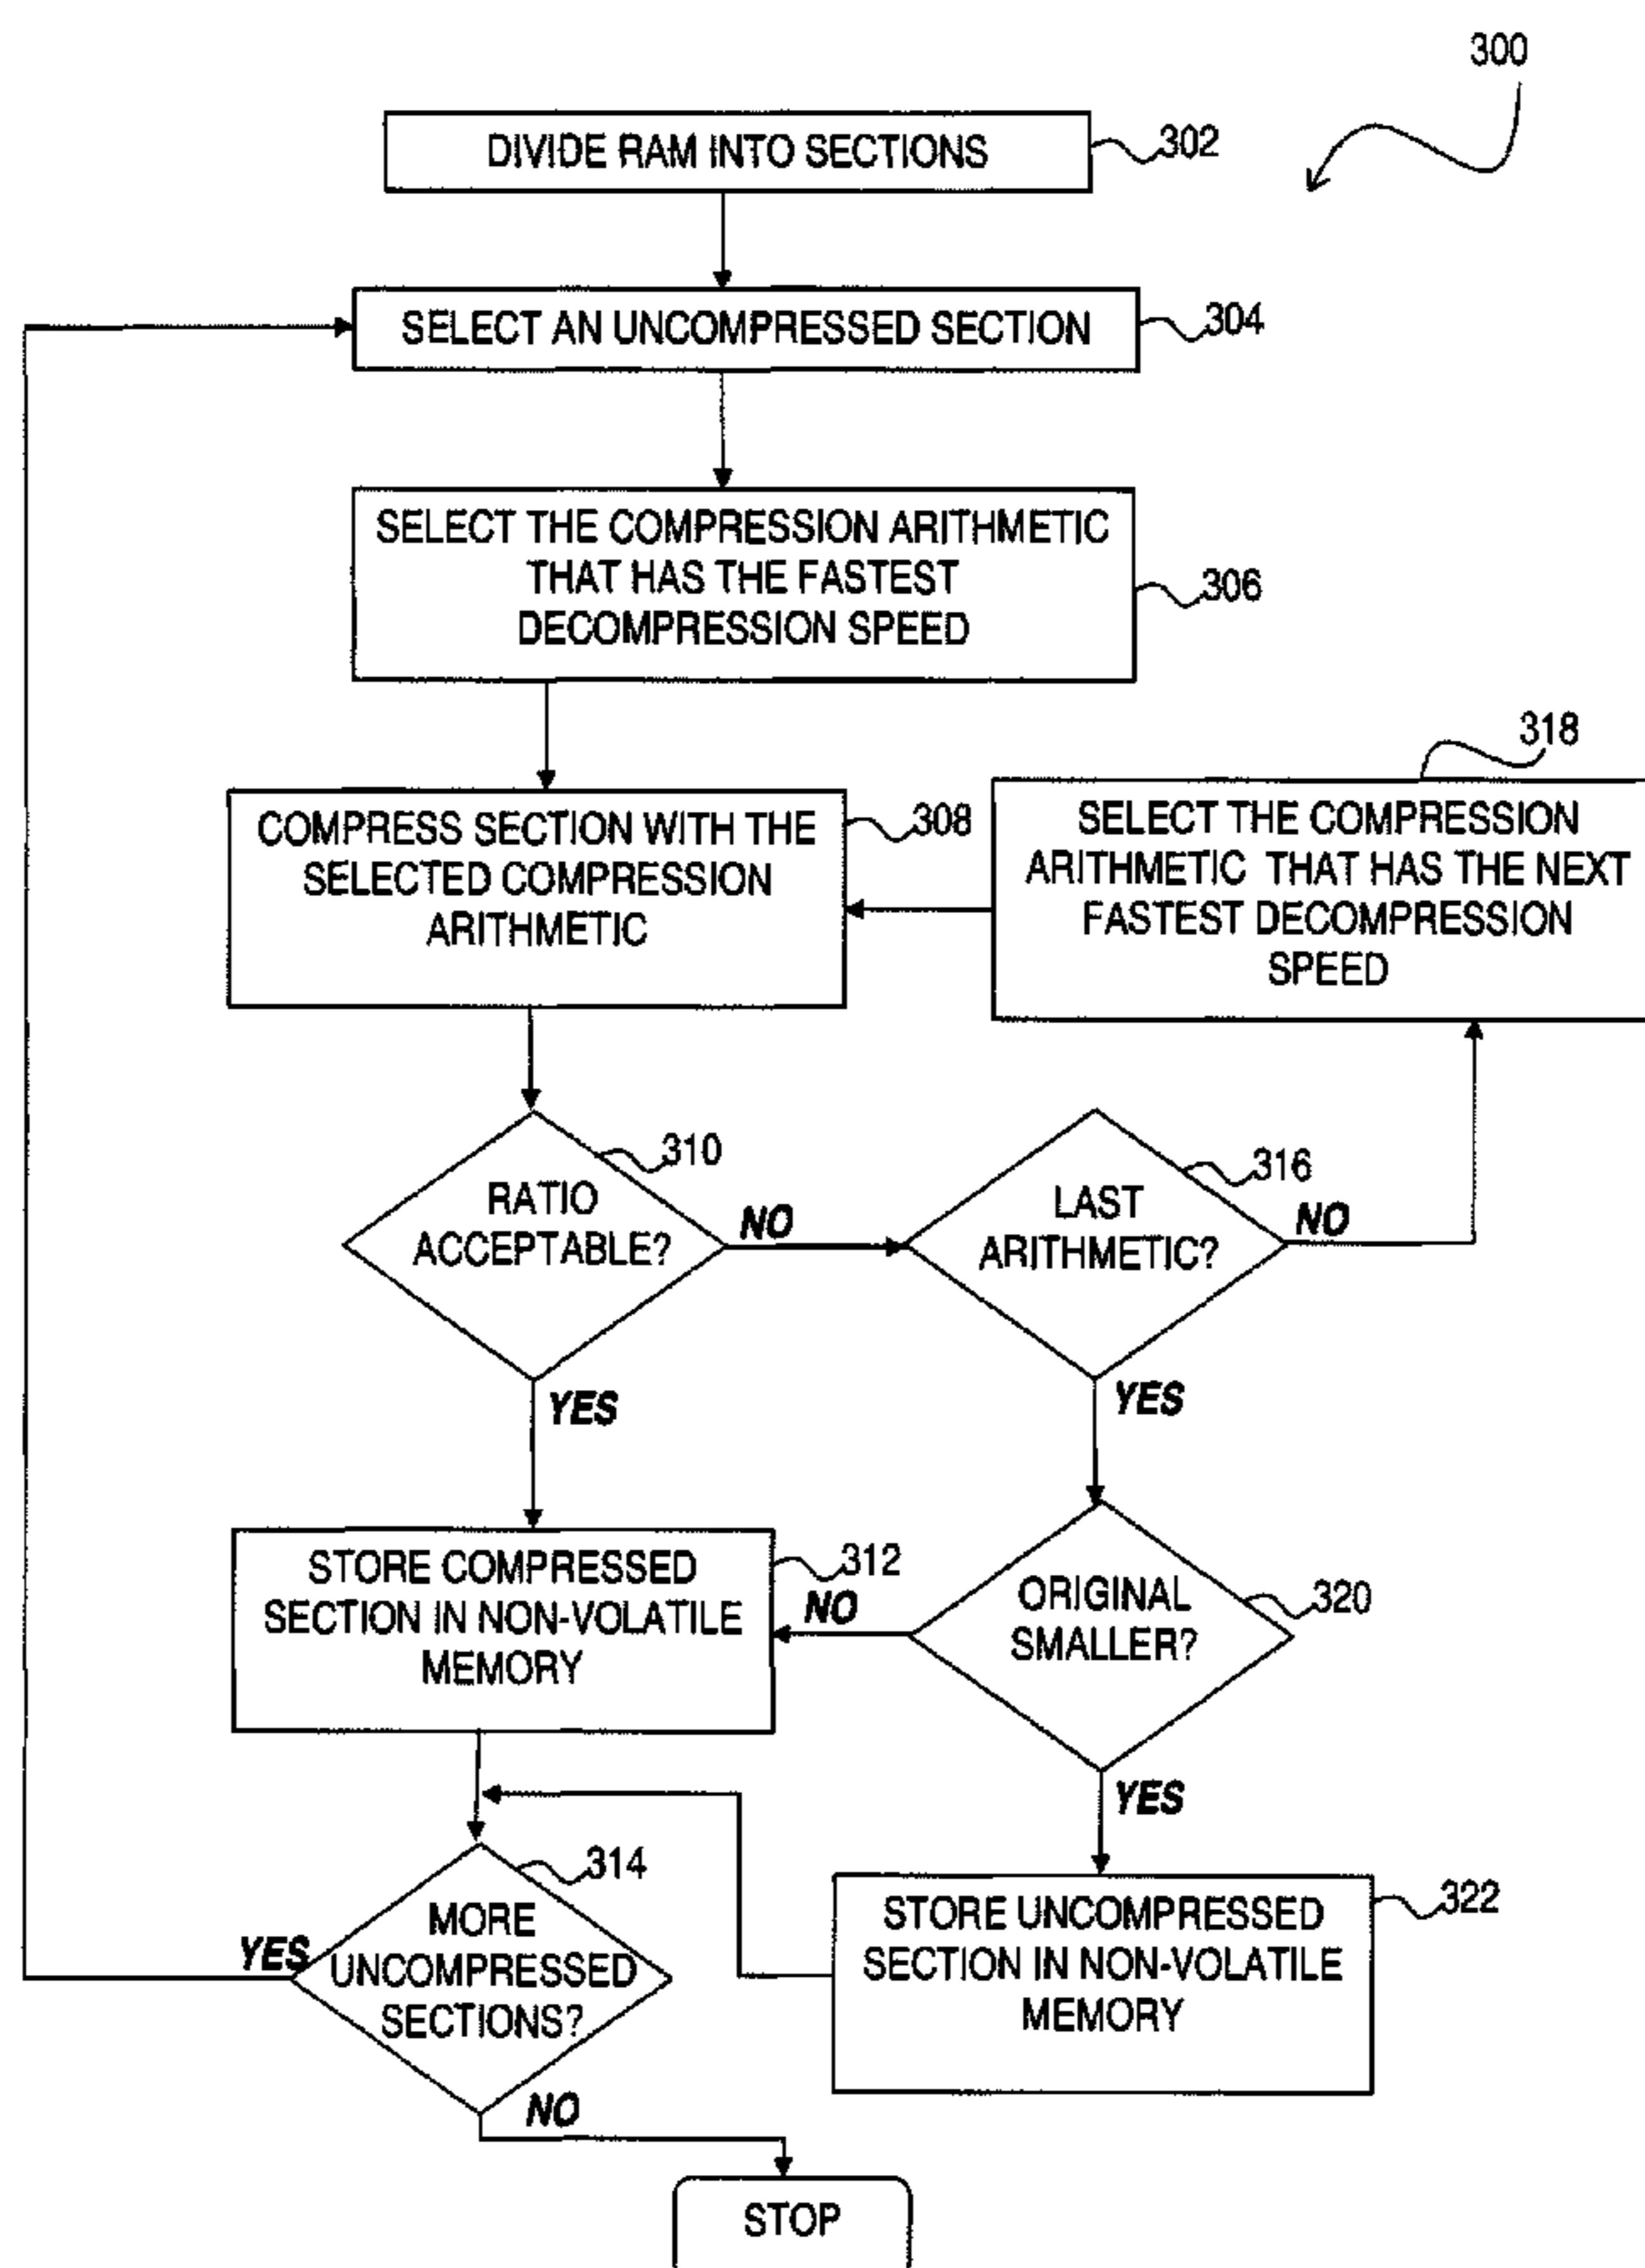 300
DIVIDE RAM INTO SECTIONS
302
SELECT AN UNCOMPRESSED SECTION
304
SELECT THE COMPRESSION ARITHMETIC
THAT HAS THE FASTEST
DECOMPRESSION SPEED
306
318
COMPRESS SECTION WITH THE
SELECTED COMPRESSION
ARITHMETIC
308
SELECT THE COMPRESSION
ARITHMETIC THAT HAS THE NEXT
FASTEST DECOMPRESSION
SPEED
310
RATIO
ACCEPTABLE?
NO
316
LAST
ARITHMETIC?
NO
YES
YES
STORE COMPRESSED
SECTION IN NON-VOLATILE
MEMORY
312
NO
ORIGINAL
SMALLER?
320
YES
314
MORE
UNCOMPRESSED
SECTIONS?
YES
STORE UNCOMPRESSED
SECTION IN NON-VOLATILE
MEMORY
322
NO
STOP